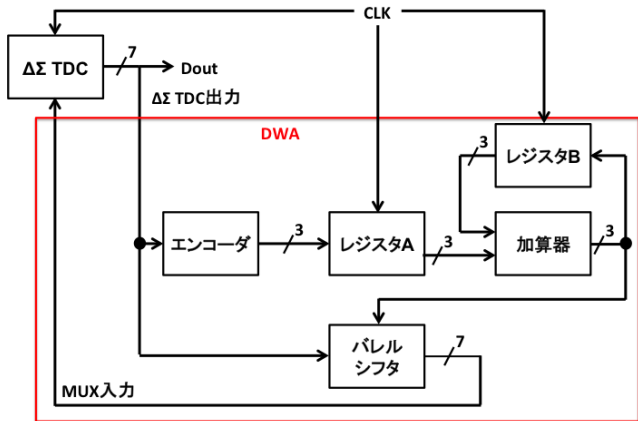 CLK
ΔΣ TDC
7
Dout
ΔΣ TDC出力
DWA
3
レジスタB
エンコーダ
3
レジスタA
3
加算器
3
バレル
シフタ
7
MUX入力